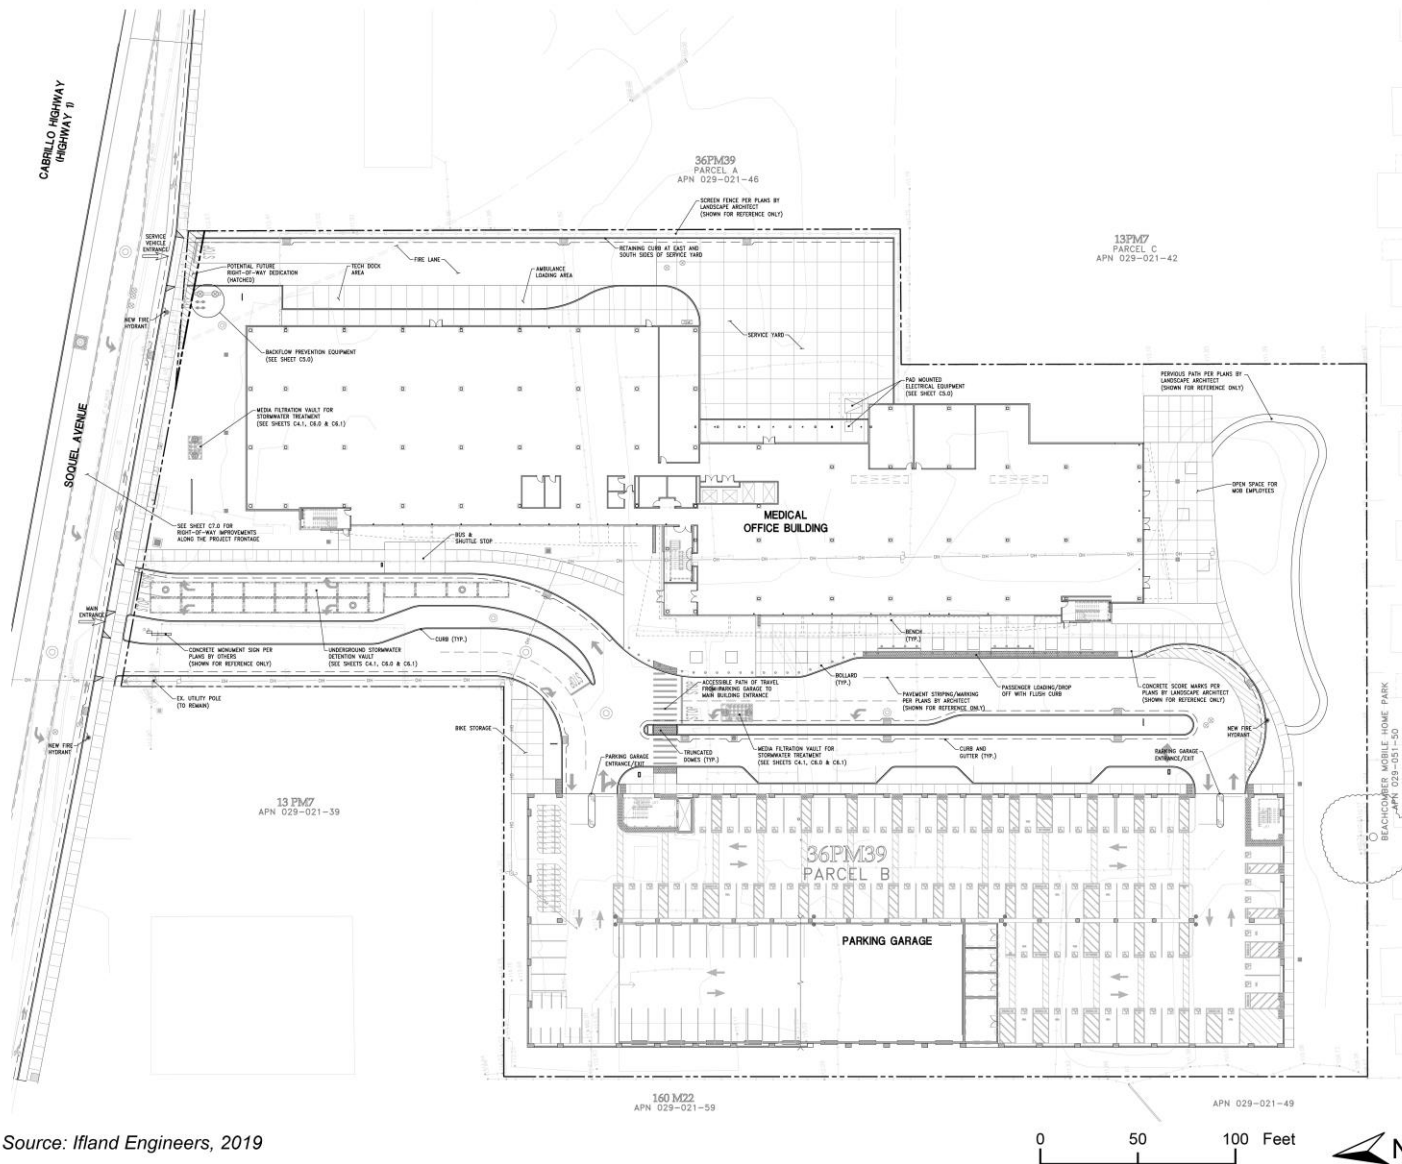 CABRILLO HIGHWAY
(HIGHWAY 1)
36PM39
PARCEL A
APN 029-021-46
SCREEN FENCE PER PLANS BY
LANDSCAPE ARCHITECT
(SHOWN FOR REFERENCE ONLY)
13PM7
PARCEL C
APN 029-021-42
SERVICE
VEHICLE
ENTRANCE
POTENTIAL FUTURE
RIGHT-OF-WAY DEDICATION
(HATCHED)
TECH DOCK
AREA
FIRE LANE
AMBULANCE
LOADING AREA
RETAINING CURB AT EAST AND
SOUTH SIDES OF SERVICE YARD
NEW FIRE
HYDRANT
BACKFLOW PREVENTION EQUIPMENT
(SEE SHEET C5.0)
SERVICE YARD
PAD MOUNTED
ELECTRICAL EQUIPMENT
(SEE SHEET C5.0)
PERVIOUS PATH PER PLANS BY
LANDSCAPE ARCHITECT
(SHOWN FOR REFERENCE ONLY)
MEDIA FILTRATION VAULT FOR
STORMWATER TREATMENT
(SEE SHEETS C4.1, C6.0 & C6.1)
SOQUEL AVENUE
OPEN SPACE FOR
MOB EMPLOYEES
MEDICAL
OFFICE BUILDING
SEE SHEET C7.0 FOR
RIGHT-OF-WAY IMPROVEMENTS
ALONG THE PROJECT FRONTAGE
BUS &
SHUTTLE STOP
MAIN
ENTRANCE
CONCRETE MONUMENT SIGN PER
PLANS BY OTHERS
(SHOWN FOR REFERENCE ONLY)
UNDERGROUND STORMWATER
DETENTION VAULT
(SEE SHEETS C4.1, C6.0 & C6.1)
CURB (TYP.)
BENCH
(TYP.)
EX. UTILITY POLE
(TO REMAIN)
ACCESSIBLE PATH OF TRAVEL
FROM PARKING GARAGE TO
MAIN BUILDING ENTRANCE
BOLLARD
(TYP.)
PAVEMENT STRIPING/MARKING
PER PLANS BY ARCHITECT
(SHOWN FOR REFERENCE ONLY)
PASSENGER LOADING/DROP
OFF WITH FLUSH CURB
CONCRETE SCORE MARKS PER
PLANS BY LANDSCAPE ARCHITECT
(SHOWN FOR REFERENCE ONLY)
STOP
BIKE STORAGE
NEW FIRE
HYDRANT
NEW FIRE
HYDRANT
PARKING GARAGE
ENTRANCE/EXIT
TRUNCATED
DOMES (TYP.)
MEDIA FILTRATION VAULT FOR
STORMWATER TREATMENT
(SEE SHEETS C4.1, C6.0 & C6.1)
CURB AND
GUTTER (TYP.)
PARKING GARAGE
ENTRANCE/EXIT
BEACHCOMBER MOBILE HOME PARK
APN 029-051-50
13 PM7
APN 029-021-39
36PM39
PARCEL B
PARKING GARAGE
160 M22
APN 029-021-59
APN 029-021-49
Source: Ifland Engineers, 2019
0 50 100 Feet
N